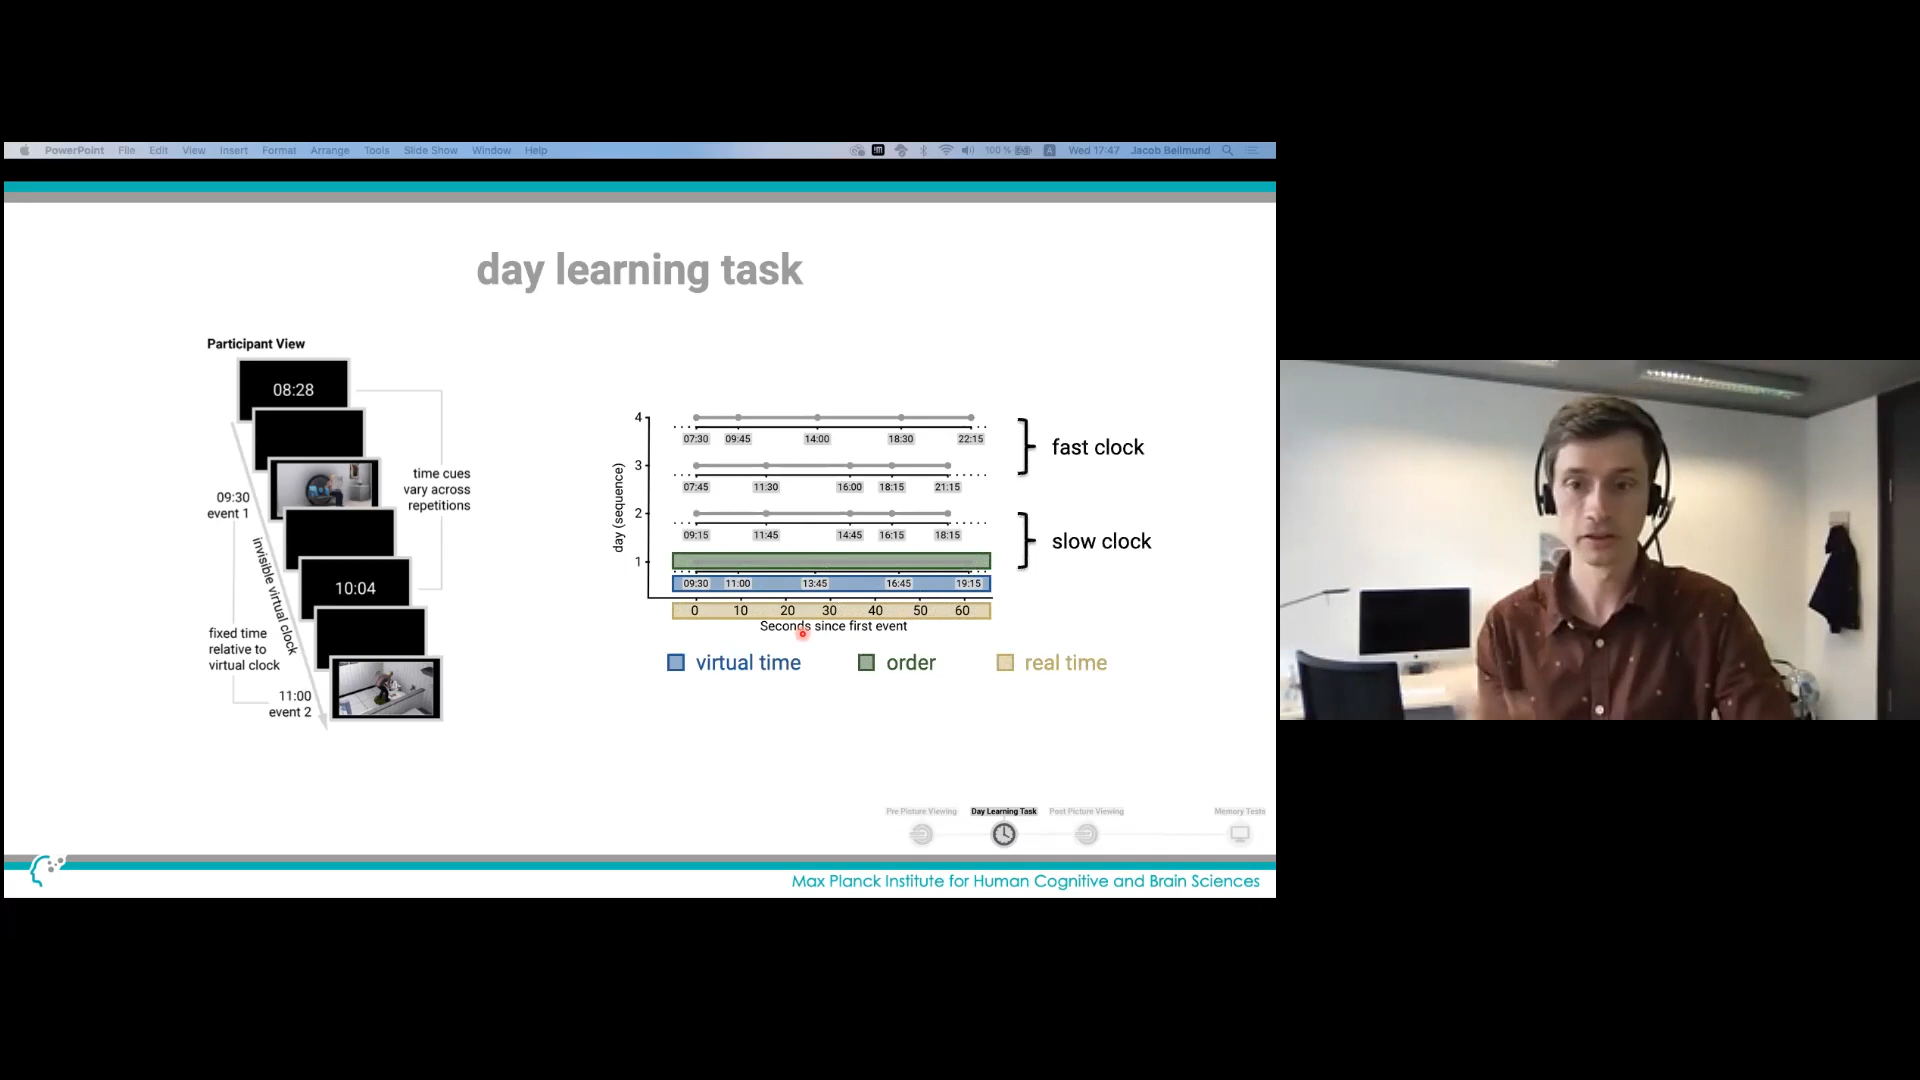 PowerPoint File Edit View Insert Format Arrange Tools Slide Show Window Help 100 % Wed 17:47 Jacob Bellmund
day learning task
Participant View
08:28
09:30
event 1
time cues
vary across
repetitions
invisible virtual clock
10:04
fixed time
relative to
virtual clock
11:00
event 2
day (sequence)
4
07:30 09:45 14:00 18:30 22:15
3
07:45 11:30 16:00 18:15 21:15
2
09:15 11:45 14:45 16:15 18:15
1
09:30 11:00 13:45 16:45 19:15
0 10 20 30 40 50 60
Seconds since first event
fast clock
slow clock
virtual time order real time
Pre Picture Viewing Day Learning Task Post Picture Viewing Memory Tests
Max Planck Institute for Human Cognitive and Brain Sciences